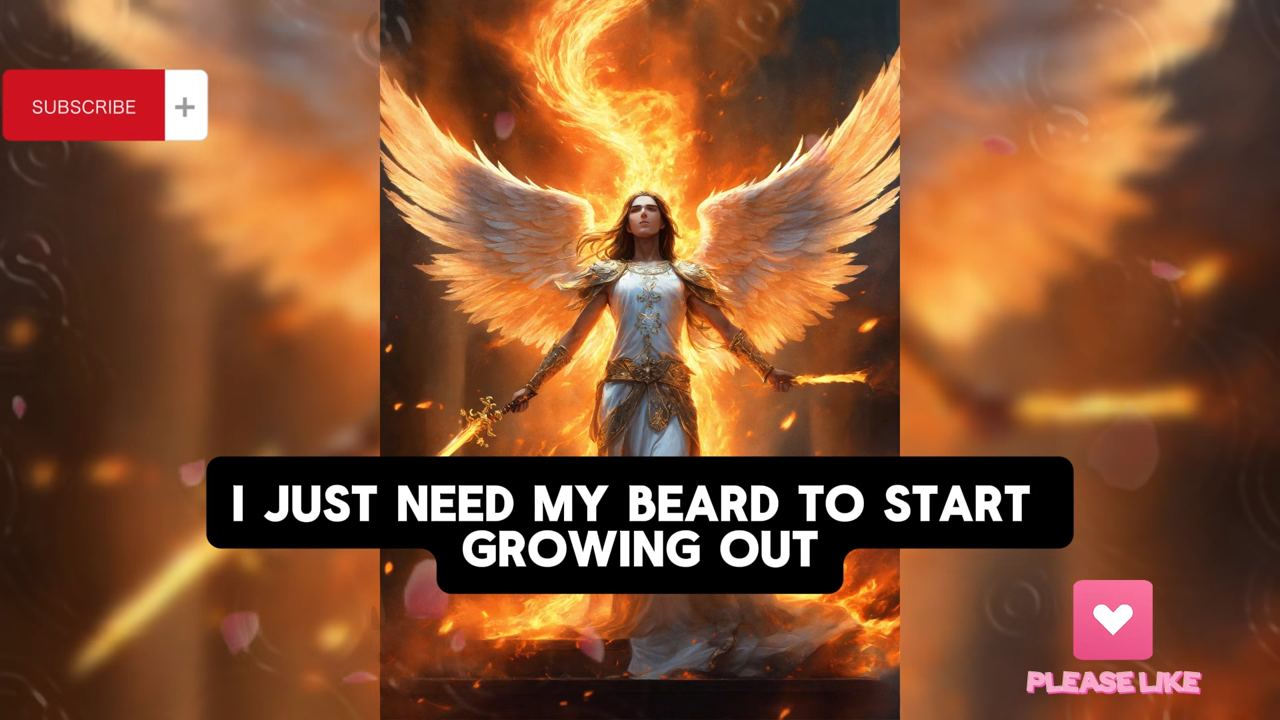 SUBSCRIBE
I JUST NEED MY BEARD TO START
GROWING OUT
PLEASE LIKE